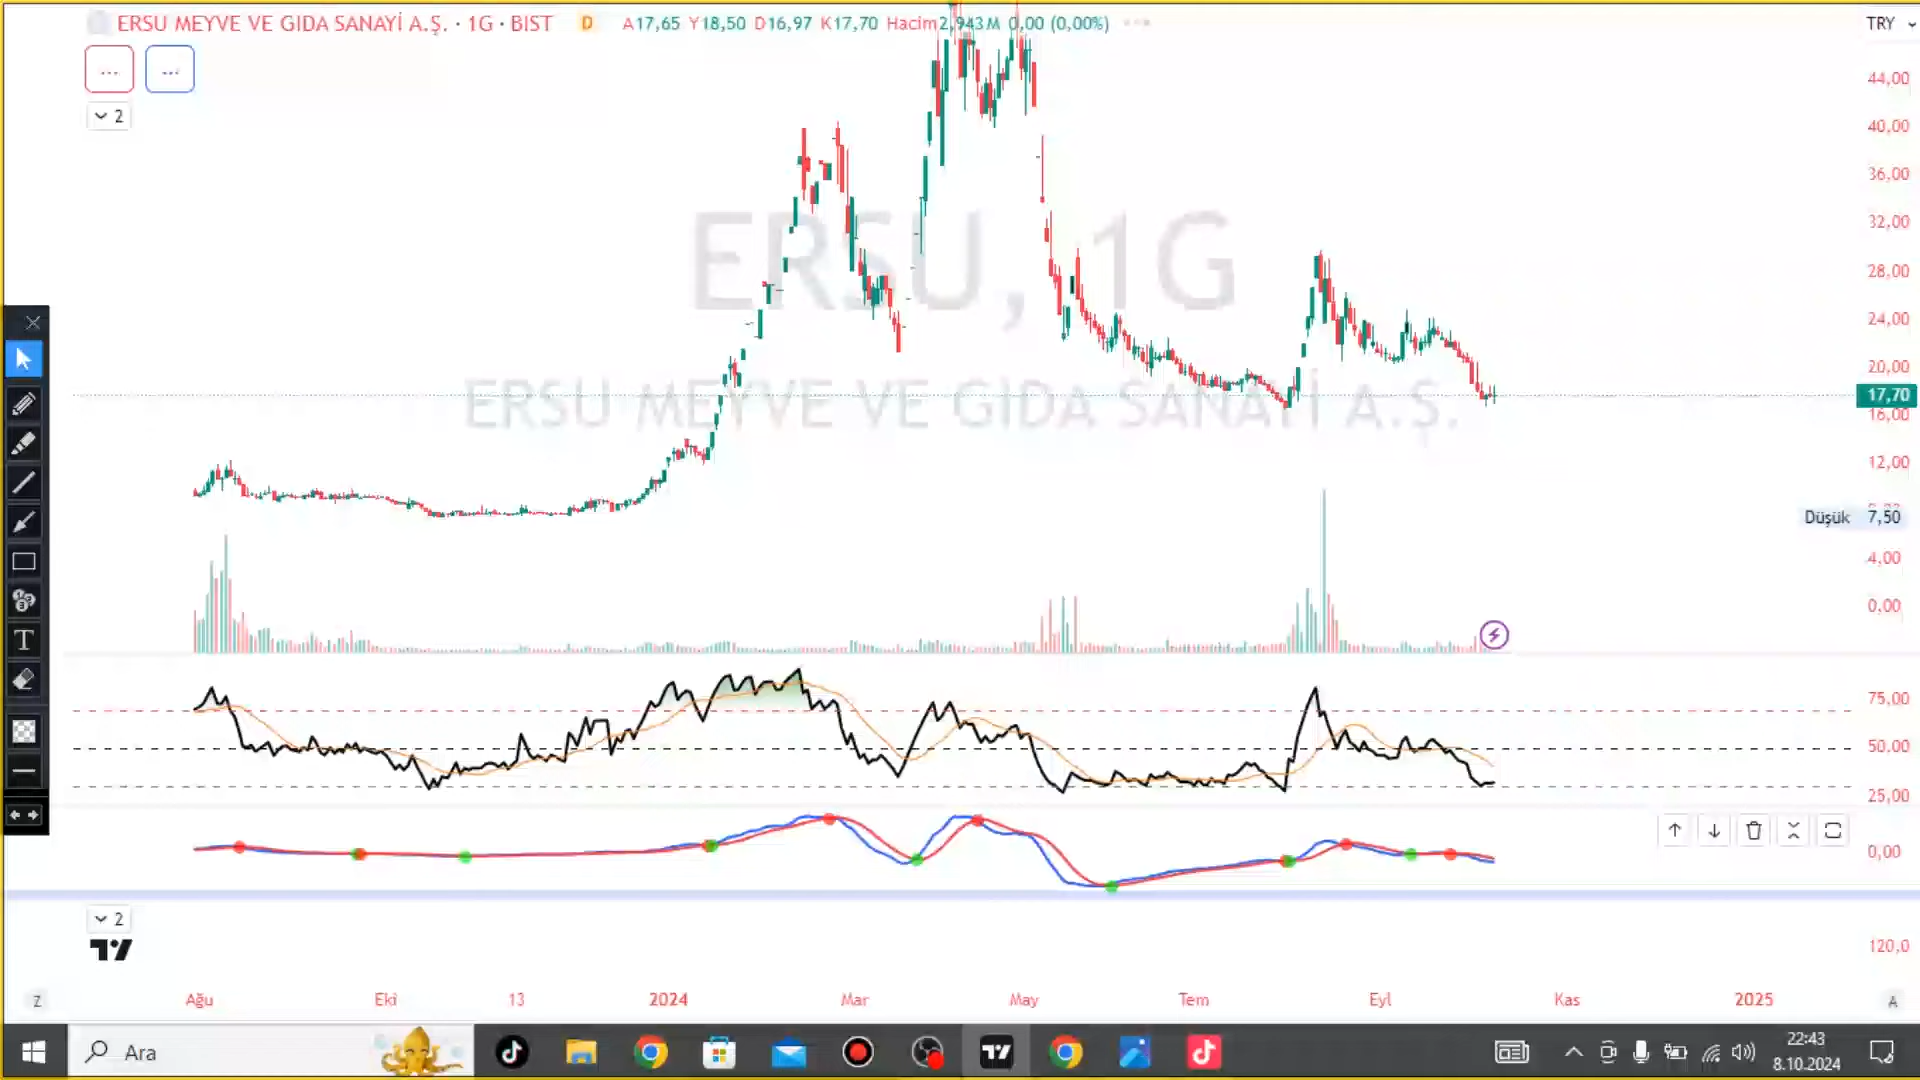 ERSU MEYVE VE GIDA SANAYİ A.Ş. · 1G · BIST D A17,65 Y18,50 D16,97 K17,70 Hacim2,943M 0,00 (0,00%)
TRY
2
44,00
40,00
36,00
32,00
28,00
24,00
20,00
17,70
16,00
12,00
Düşük 7,50
4,00
0,00
ERSU, 1G
ERSU MEYVE VE GIDA SANAYİ A.Ş.
T
75,00
50,00
25,00
0,00
2
120,0
Z
Ağu
Eki
13
2024
Mar
May
Tem
Eyl
Kas
2025
A
Ara
22:43
8.10.2024